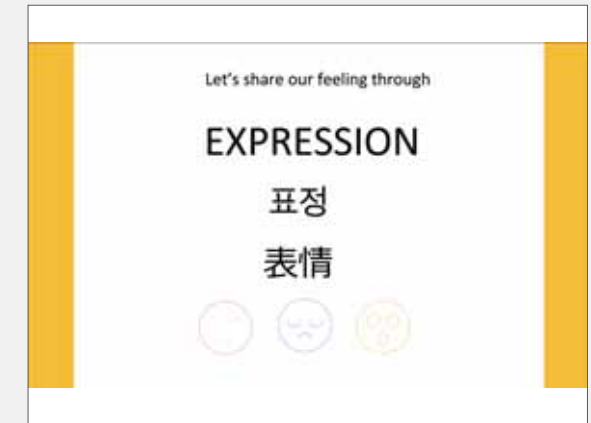 Let's share our feeling through
EXPRESSION
표정
表情